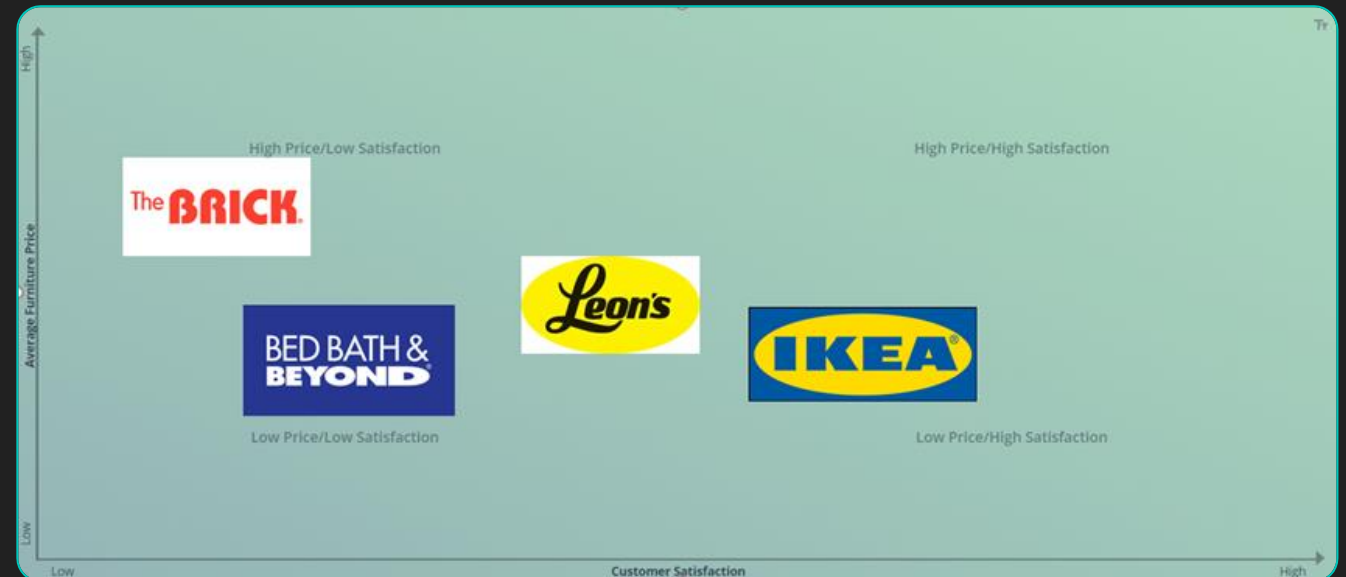 High
Tr
High Price/Low Satisfaction
High Price/High Satisfaction
The BRICK
Average Furniture Price
Leon's
BED BATH &
BEYOND®
IKEA®
Low Price/Low Satisfaction
Low Price/High Satisfaction
Low
Low
Customer Satisfaction
High